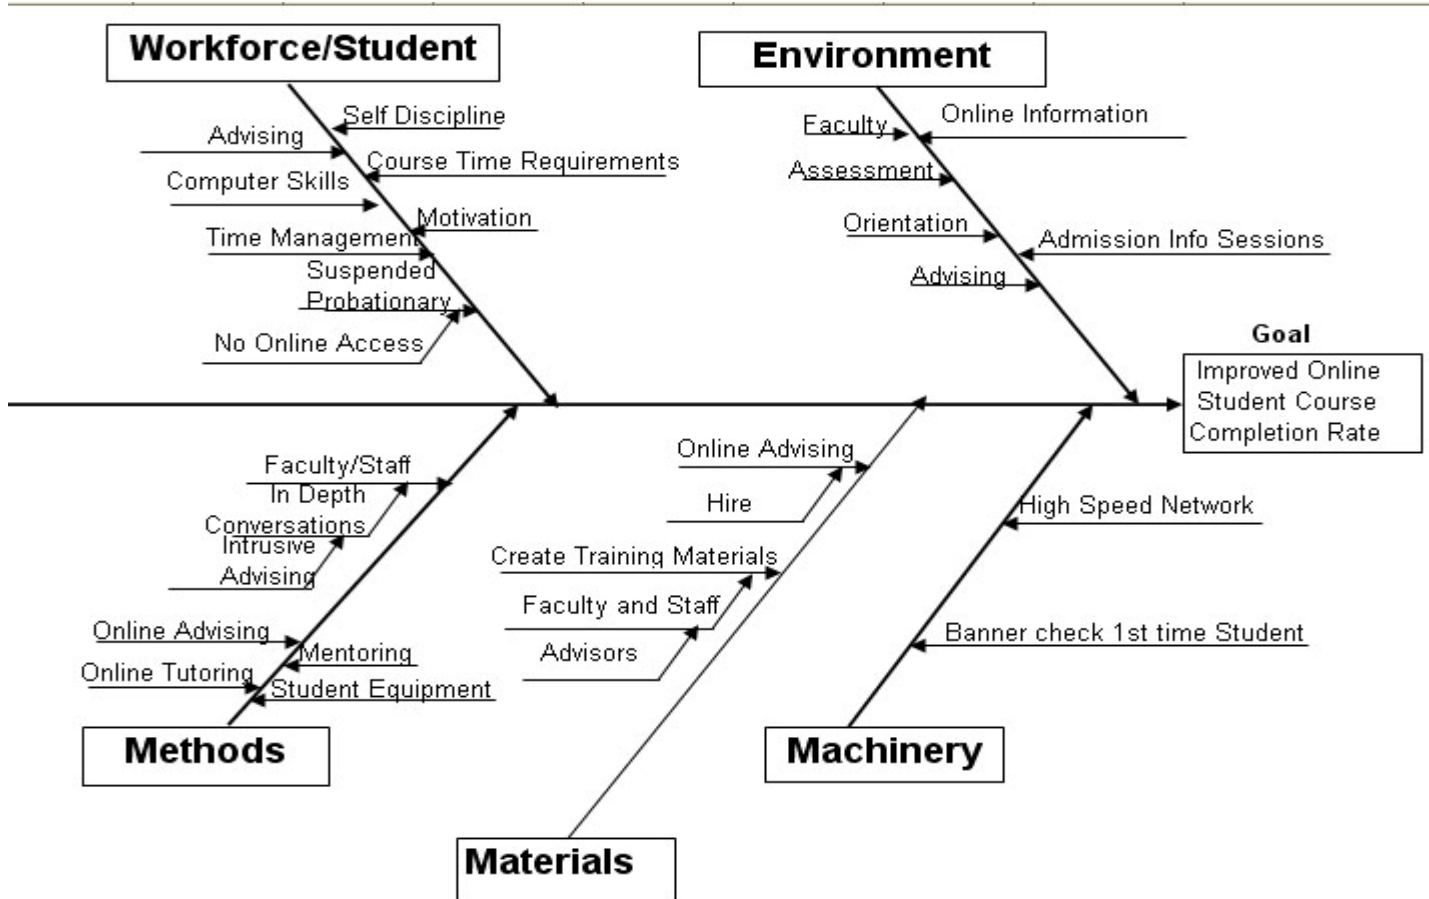 Workforce/Student
Environment
Self Discipline
Advising
Course Time Requirements
Computer Skills
Motivation
Time Management
Suspended
Probationary
No Online Access
Online Information
Faculty
Assessment
Orientation
Admission Info Sessions
Advising
Goal
Improved Online
Student Course
Completion Rate
Faculty/Staff
In Depth
Conversations
Intrusive
Advising
Online Advising
Mentoring
Online Tutoring
Student Equipment
Methods
Online Advising
Hire
Create Training Materials
Faculty and Staff
Advisors
Materials
High Speed Network
Banner check 1st time Student
Machinery